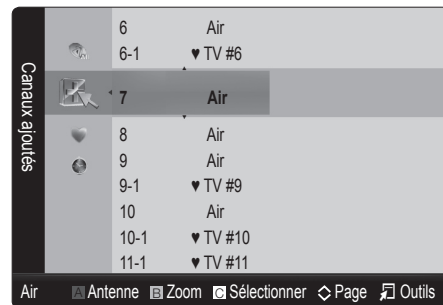 Canaux ajoutés
6 Air
6-1 ♥ TV #6
7 Air
8 Air
9 Air
9-1 ♥ TV #9
10 Air
10-1 ♥ TV #10
11-1 ♥ TV #11
Air A Antenne B Zoom C Sélectionner Page Outils